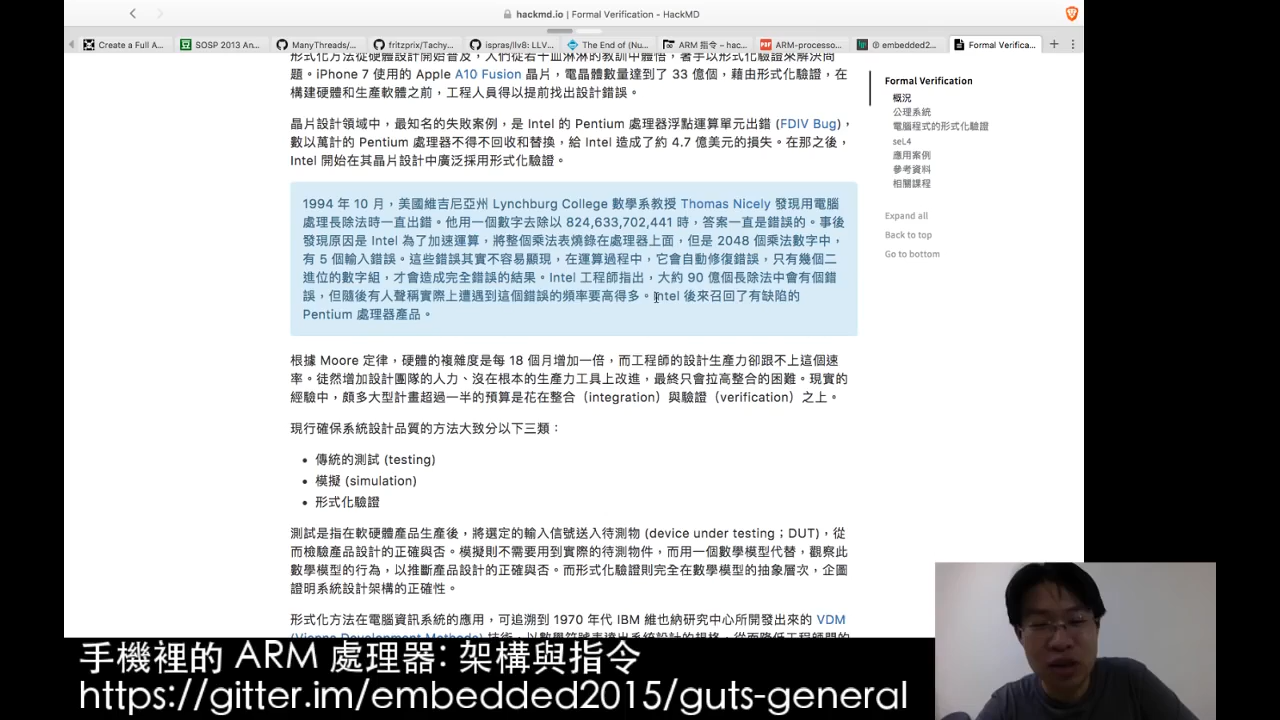 hackmd.io | Formal Verification - HackMD
Create a Full A...
SOSP 2013 An...
ManyThreads/...
fritzprix/Tachy...
ispras/llv8: LLV...
The End of (Nu...
ARM 指令 – hac...
ARM-processo...
embedded2...
Formal Verifica...
形式化方法從硬體設計開始普及，人們從若干血淋淋的教訓中體悟，著手以形式化驗證來解決問
題。iPhone 7 使用的 Apple A10 Fusion 晶片，電晶體數量達到了 33 億個，藉由形式化驗證，在
構建硬體和生產軟體之前，工程人員得以提前找出設計錯誤。
晶片設計領域中，最知名的失敗案例，是 Intel 的 Pentium 處理器浮點運算單元出錯 (FDIV Bug)，
數以萬計的 Pentium 處理器不得不回收和替換，給 Intel 造成了約 4.7 億美元的損失。在那之後，
Intel 開始在其晶片設計中廣泛採用形式化驗證。
1994 年 10 月，美國維吉尼亞州 Lynchburg College 數學系教授 Thomas Nicely 發現用電腦
處理長除法時一直出錯。他用一個數字去除以 824,633,702,441 時，答案一直是錯誤的。事後
發現原因是 Intel 為了加速運算，將整個乘法表燒錄在處理器上面，但是 2048 個乘法數字中，
有 5 個輸入錯誤。這些錯誤其實不容易顯現，在運算過程中，它會自動修復錯誤，只有幾個二
進位的數字組，才會造成完全錯誤的結果。Intel 工程師指出，大約 90 億個長除法中會有個錯
誤，但隨後有人聲稱實際上遭遇到這個錯誤的頻率要高得多。Intel 後來召回了有缺陷的
Pentium 處理器產品。
根據 Moore 定律，硬體的複雜度是每 18 個月增加一倍，而工程師的設計生產力卻跟不上這個速
率。徒然增加設計團隊的人力、沒在根本的生產力工具上改進，最終只會拉高整合的困難。現實的
經驗中，頗多大型計畫超過一半的預算是花在整合（integration）與驗證（verification）之上。
現行確保系統設計品質的方法大致分以下三類：
• 傳統的測試 (testing)
• 模擬 (simulation)
• 形式化驗證
測試是指在軟硬體產品生產後，將選定的輸入信號送入待測物 (device under testing；DUT)，從
而檢驗產品設計的正確與否。模擬則不需要用到實際的待測物件，而用一個數學模型代替，觀察此
數學模型的行為，以推斷產品設計的正確與否。而形式化驗證則完全在數學模型的抽象層次，企圖
證明系統設計架構的正確性。
形式化方法在電腦資訊系統的應用，可追溯到 1970 年代 IBM 維也納研究中心所開發出來的 VDM
(Vienna Development Methods) 技術，以數學符號表達出系統設計的規格，從而降低工程師間的
Formal Verification
概況
公理系統
電腦程式的形式化驗證
seL4
應用案例
參考資料
相關課程
Expand all
Back to top
Go to bottom
手機裡的 ARM 處理器: 架構與指令
https://gitter.im/embedded2015/guts-general